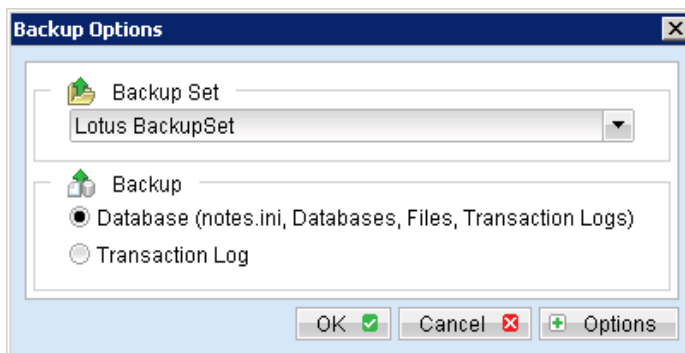 Backup Options
Backup Set
Lotus BackupSet
Backup
Database (notes.ini, Databases, Files, Transaction Logs)
Transaction Log
OK Cancel Options